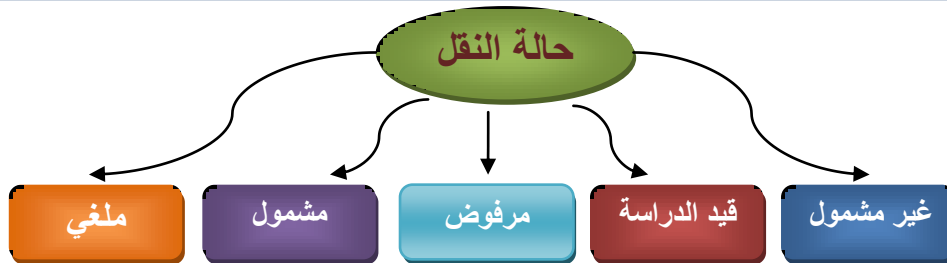 حالة النقل
غير مشمول
قيد الدراسة
مرفوض
مشمول
ملغي